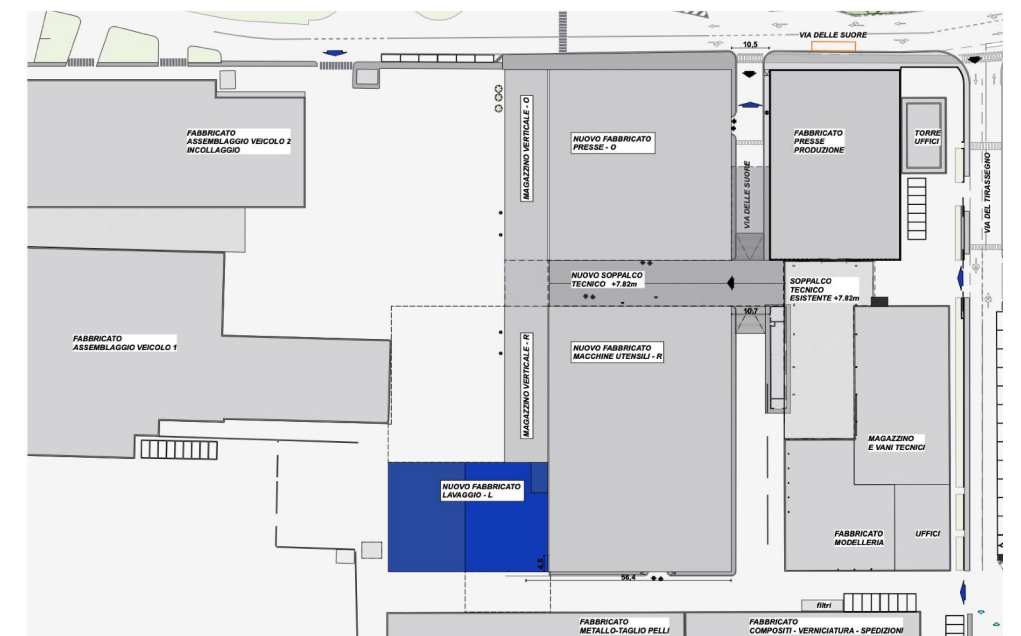 VIA DELLE SUORE
10,5
FABBRICATO
ASSEMBLAGGIO VEICOLO 2
INCOLLAGGIO
MAGAZZINO VERTICALE - O
NUOVO FABBRICATO
PRESSE - O
VIA DELLE SUORE
FABBRICATO
PRESSE
PRODUZIONE
TORRE
UFFICI
VIA DEL TIRASSEGNO
NUOVO SOPPALCO
TECNICO +7.82m
SOPPALCO
TECNICO
ESISTENTE +7.82m
10,7
FABBRICATO
ASSEMBLAGGIO VEICOLO 1
MAGAZZINO VERTICALE - R
NUOVO FABBRICATO
MACCHINE UTENSILI - R
MAGAZZINO
E VANI TECNICI
NUOVO FABBRICATO
LAVAGGIO - L
FABBRICATO
MODELLERIA
UFFICI
4,5
56,4
filtri
FABBRICATO
METALLO-TAGLIO PELLI
FABBRICATO
COMPOSITI - VERNICIATURA - SPEDIZIONI